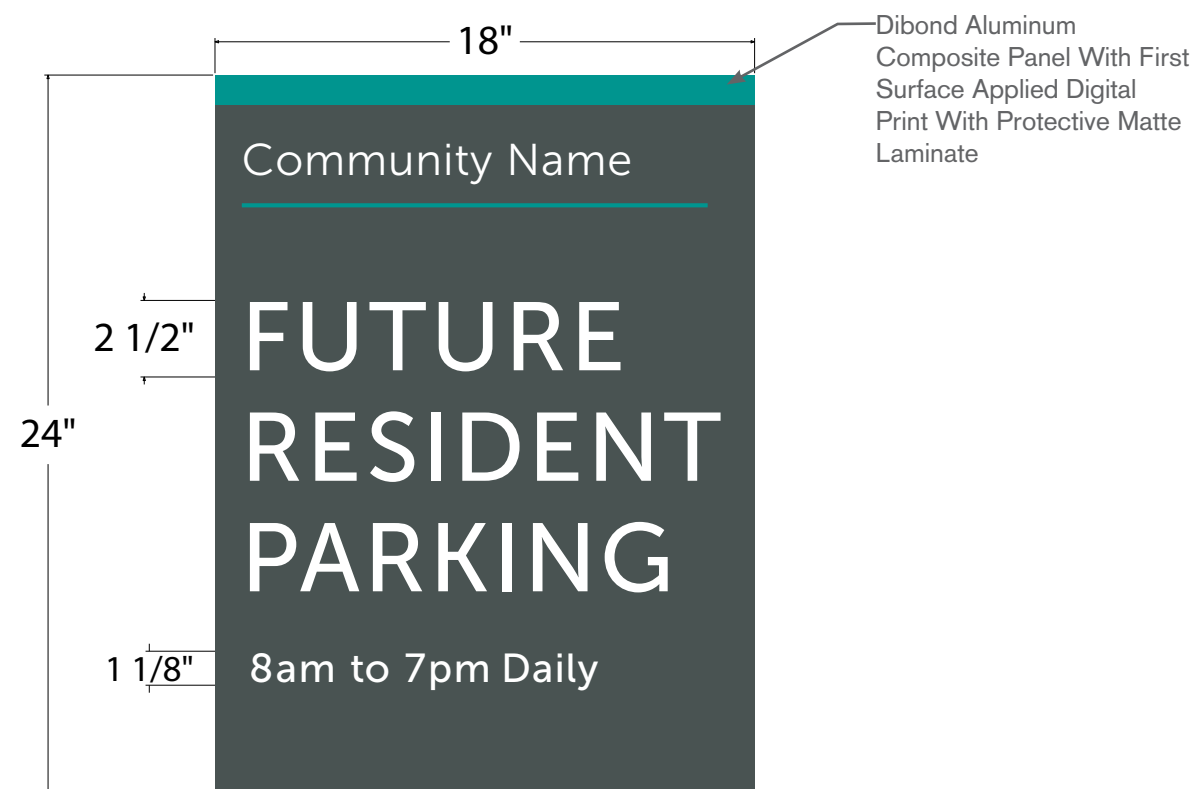 18"
Dibond Aluminum
Composite Panel With First
Surface Applied Digital
Print With Protective Matte
Laminate
Community Name
2 1/2"
FUTURE
24"
RESIDENT
PARKING
1 1/8"
8am to 7pm Daily